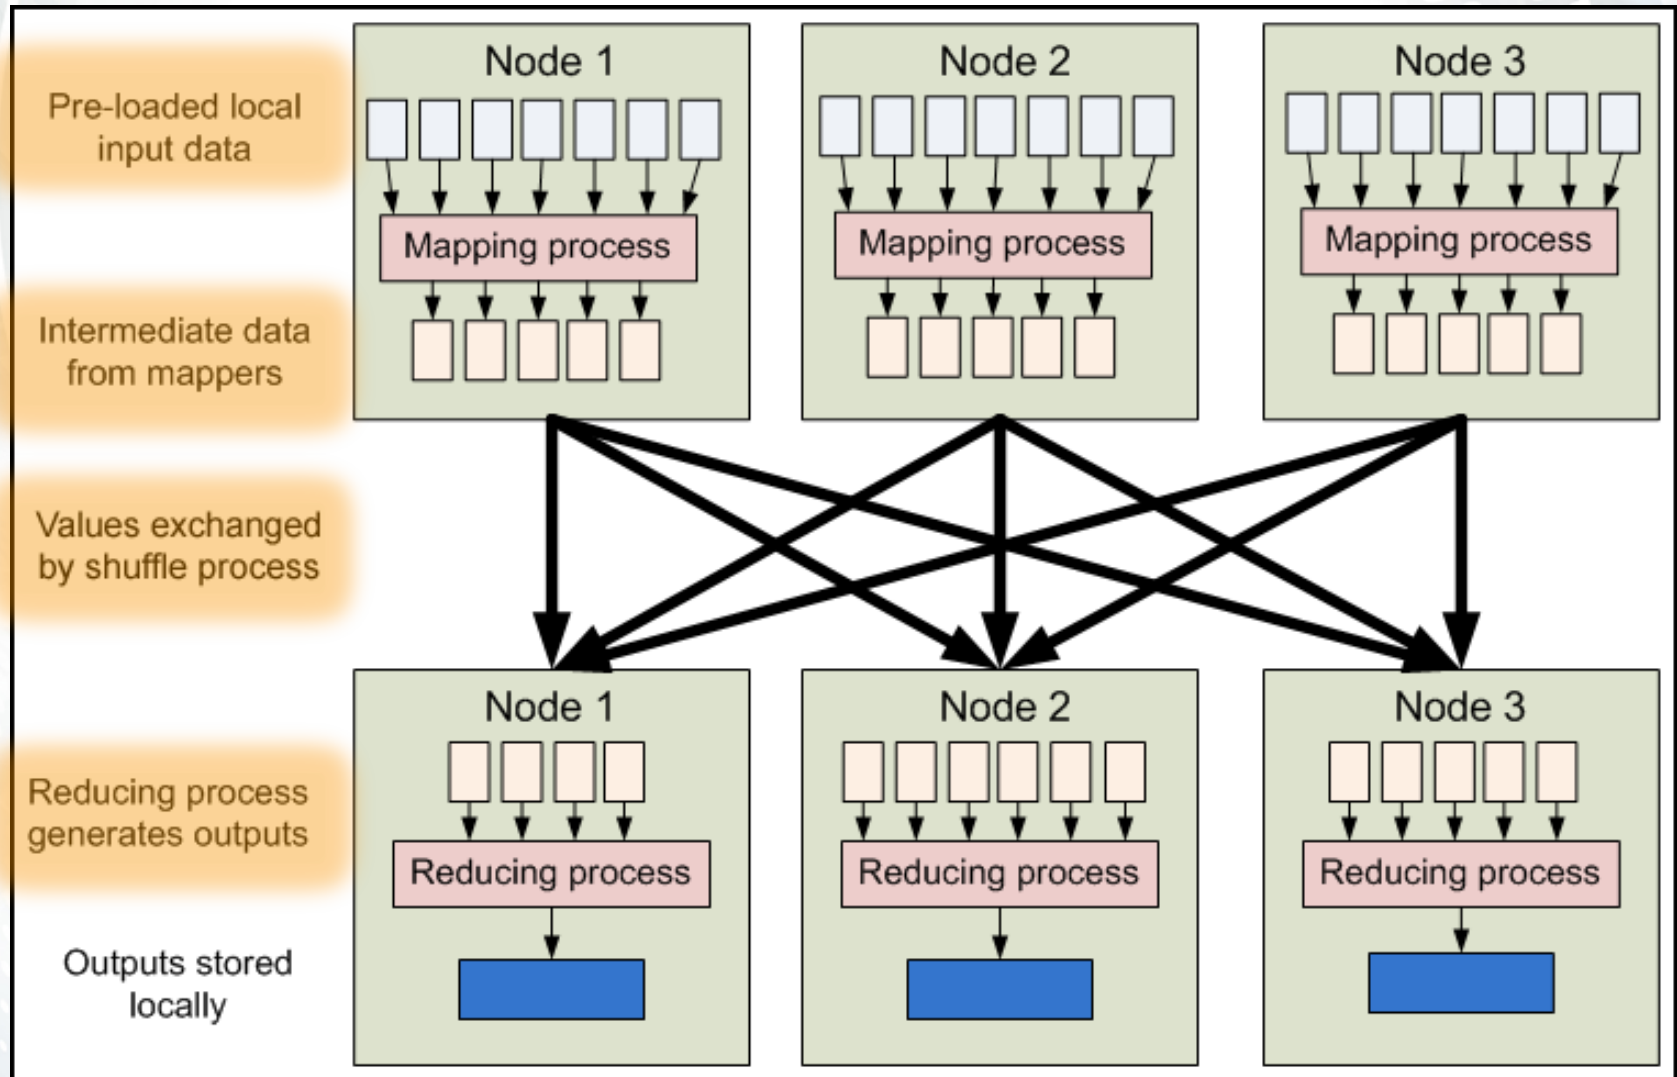 Node 1
Node 2
Node 3
Pre-loaded local
input data
Mapping process
Mapping process
Mapping process
Intermediate data
from mappers
Values exchanged
by shuffle process
Node 1
Node 2
Node 3
Reducing process
generates outputs
Reducing process
Reducing process
Reducing process
Outputs stored
locally